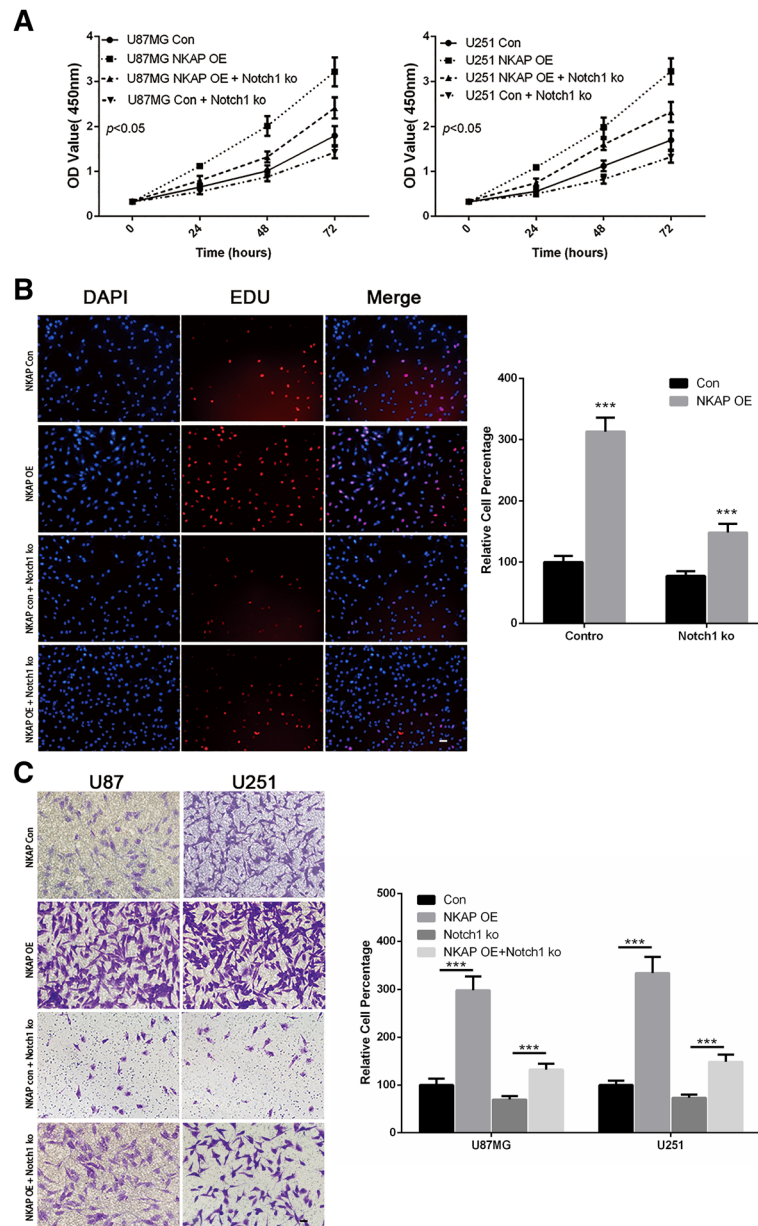 A
U87MG Con
U87MG NKAP OE
U87MG NKAP OE + Notch1 ko
U87MG Con + Notch1 ko
p<0.05
OD Value( 450nm)
4
3
2
1
0
0
24
48
72
Time (hours)
U251 Con
U251 NKAP OE
U251 NKAP OE + Notch1 ko
U251 Con + Notch1 ko
p<0.05
OD Value( 450nm)
4
3
2
1
0
0
24
48
72
Time (hours)
B
DAPI
EDU
Merge
NKAP Con
NKAP OE
NKAP con + Notch1 ko
NKAP OE + Notch1 ko
Con
NKAP OE
Relative Cell Percentage
400
300
200
100
0
***
***
Contro
Notch1 ko
C
U87
U251
NKAP Con
NKAP OE
NKAP con + Notch1 ko
NKAP OE + Notch1 ko
Con
NKAP OE
Notch1 ko
NKAP OE+Notch1 ko
Relative Cell Percentage
500
400
300
200
100
0
***
***
***
***
U87MG
U251